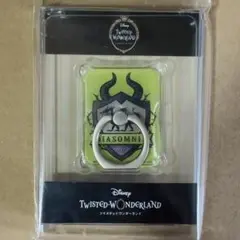 Disney
TWISTED-WONDERLAND
IASOMNI
Disney
TWISTED-WONDERLAND
ツイステッドワンダーランド